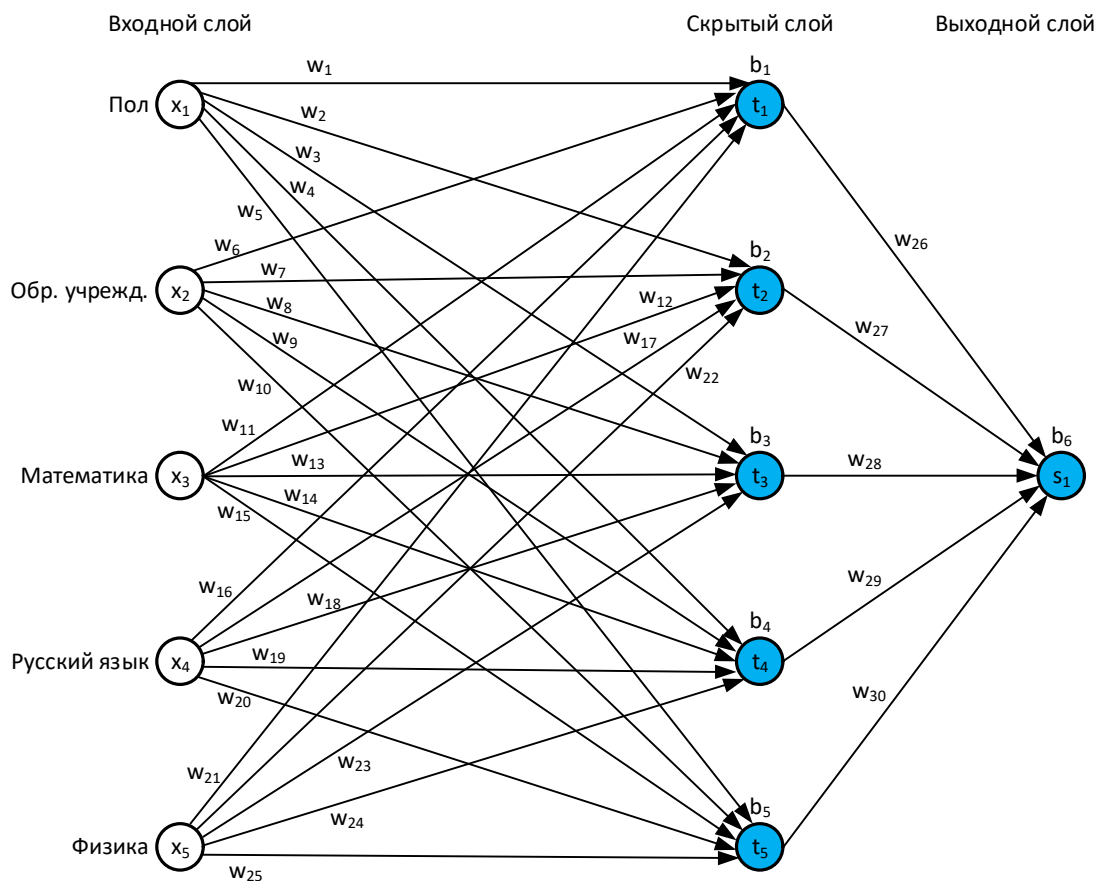 Входной слой
Скрытый слой
Выходной слой
w₁
b₁
Пол
x₁
t₁
w₂
w₃
w₄
w₅
w₆
w₂₆
b₂
w₇
Обр. учрежд.
x₂
t₂
w₈
w₁₂
w₉
w₁₇
w₂₇
w₂₂
w₁₀
w₁₁
b₃
b₆
w₁₃
w₂₈
Математика
x₃
t₃
s₁
w₁₄
w₁₅
w₂₉
w₁₆
w₁₈
b₄
w₁₉
Русский язык
x₄
t₄
w₂₀
w₃₀
w₂₃
w₂₁
b₅
w₂₄
Физика
x₅
t₅
w₂₅